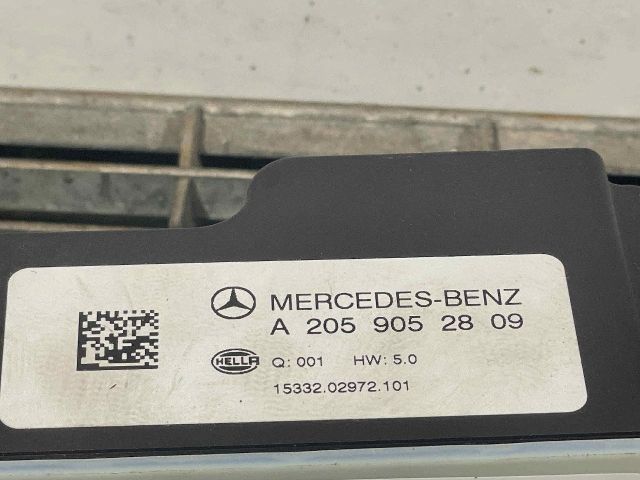 MERCEDES-BENZ
A 205 905 28 09
HELLA Q: 001 HW: 5.0
15332.02972.101